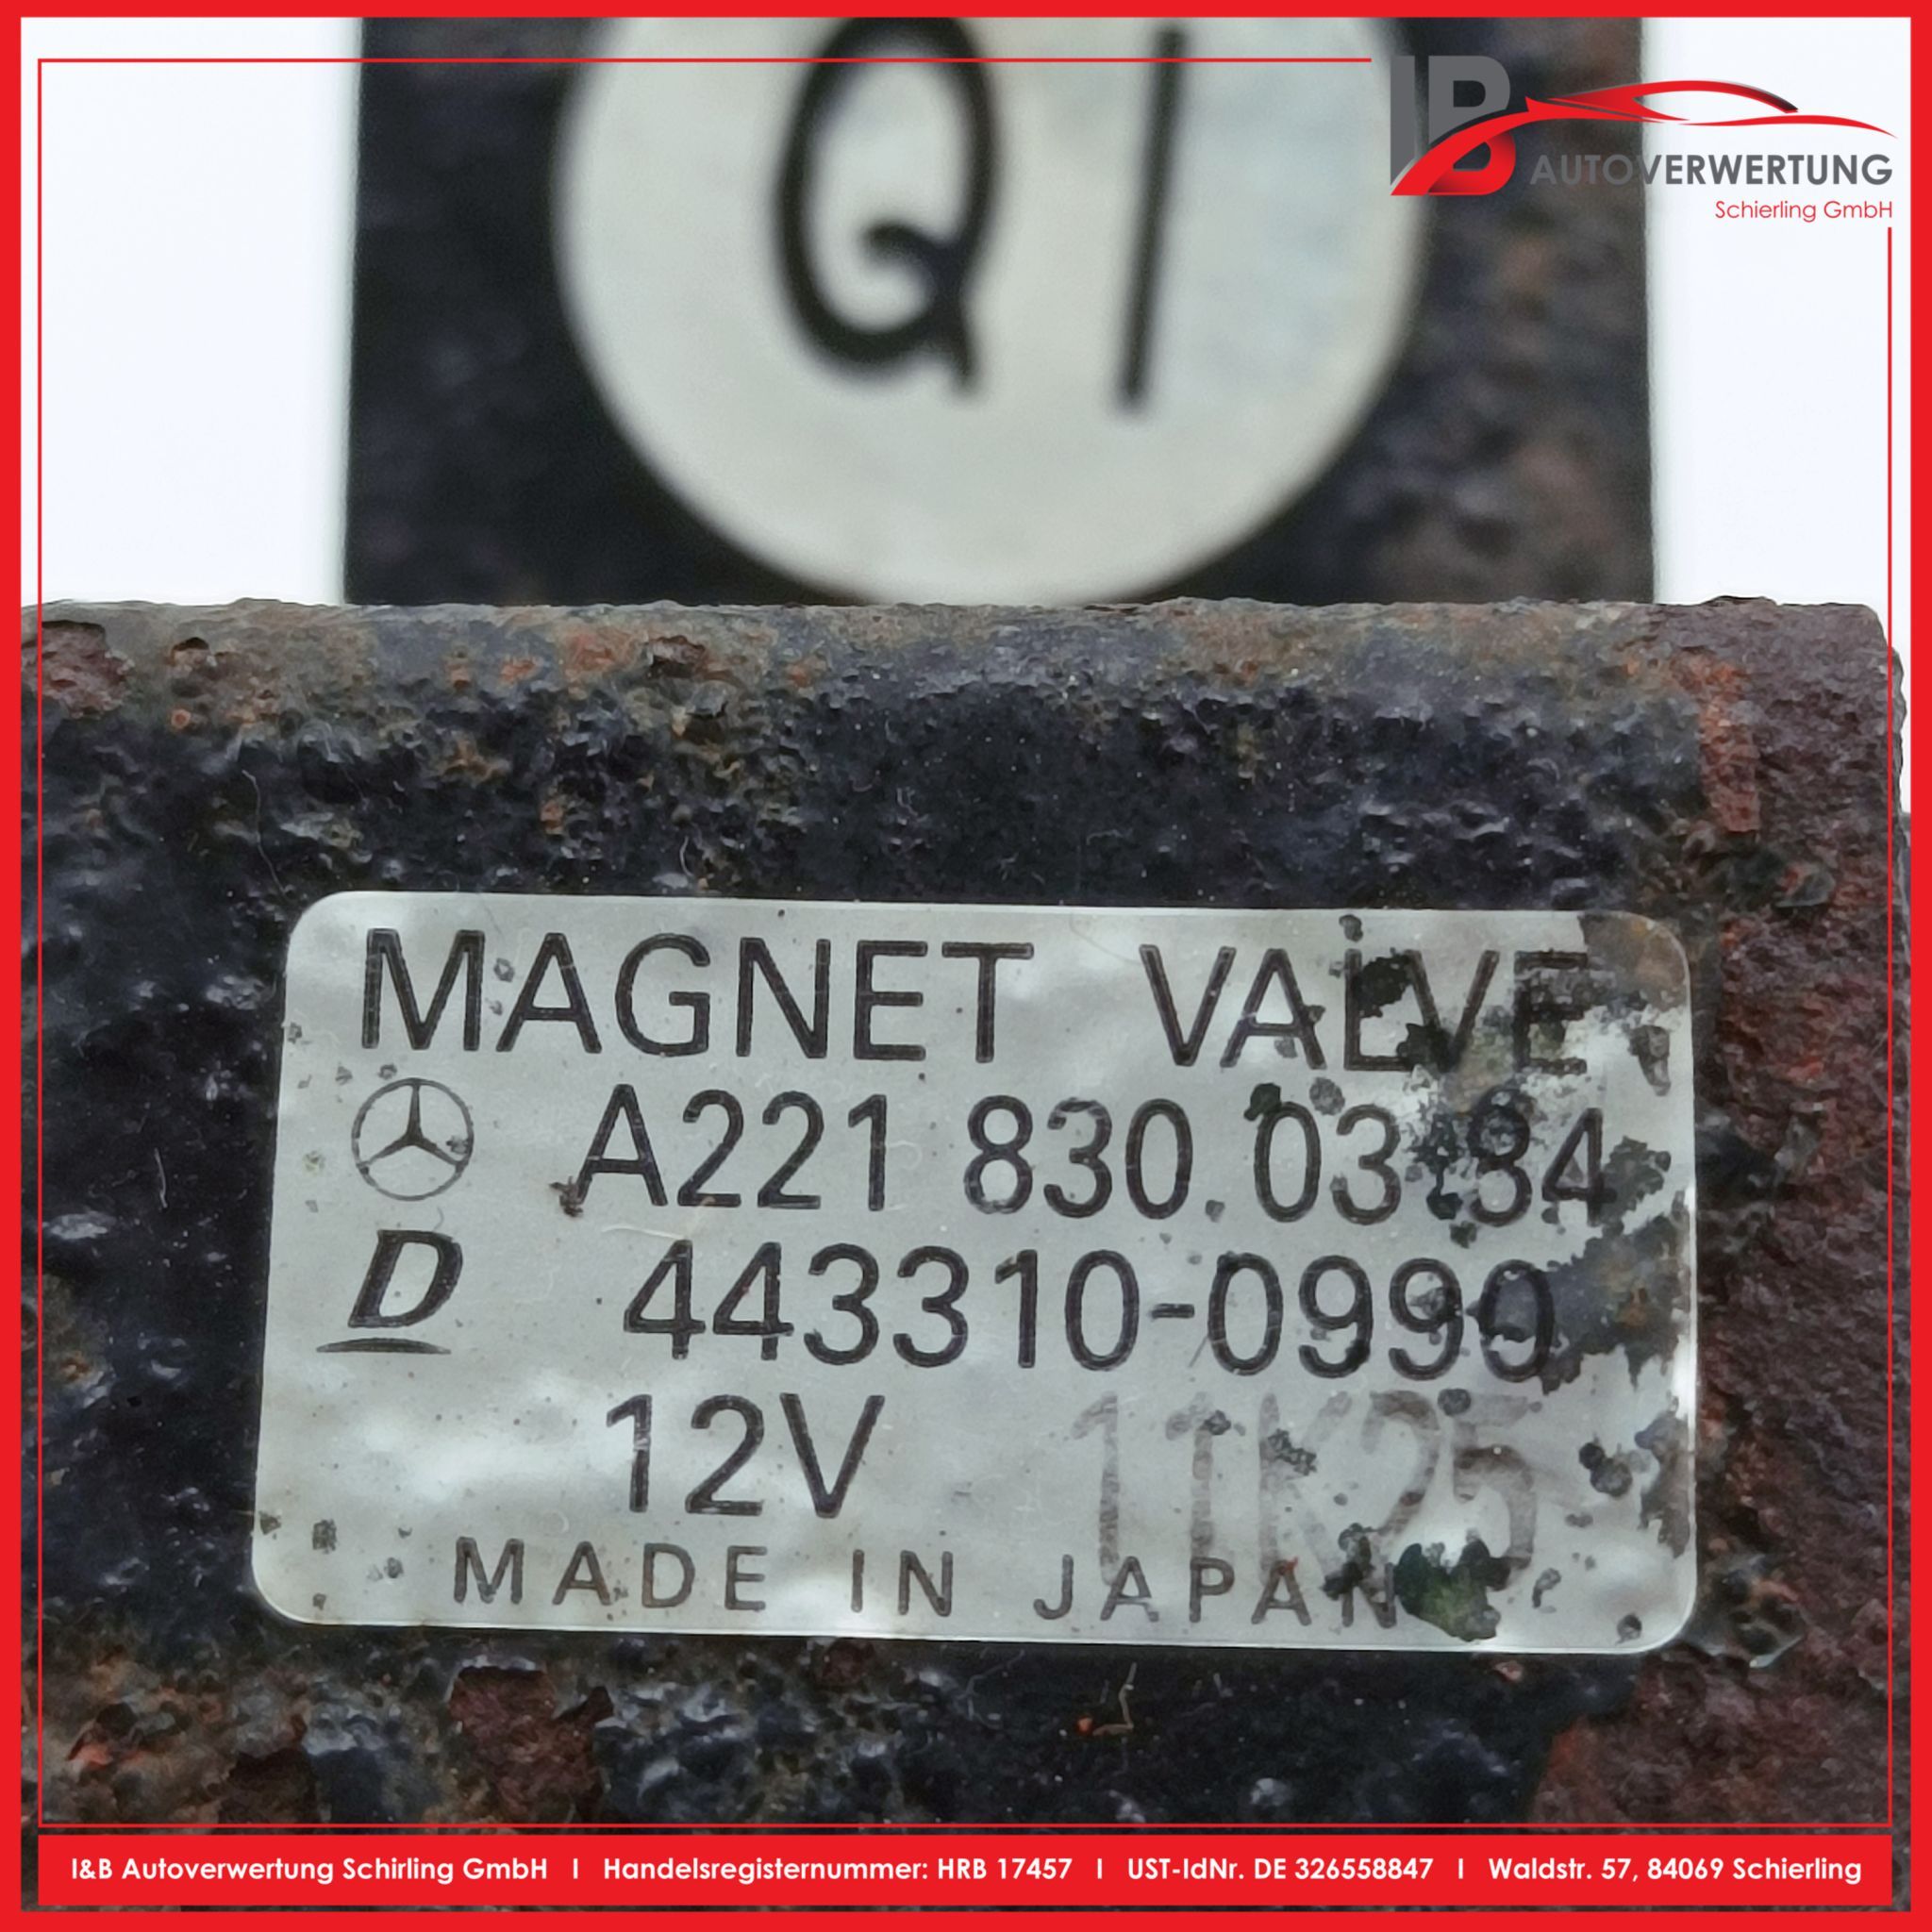 Q1
IB
AUTOVERWERTUNG
Schierling GmbH
MAGNET VALVE
A221 830 03 84
D 443310-0990
12V 11K25
MADE IN JAPAN
I&B Autoverwertung Schirling GmbH I Handelsregisternummer: HRB 17457 I UST-IdNr. DE 326558847 I Waldstr. 57, 84069 Schierling